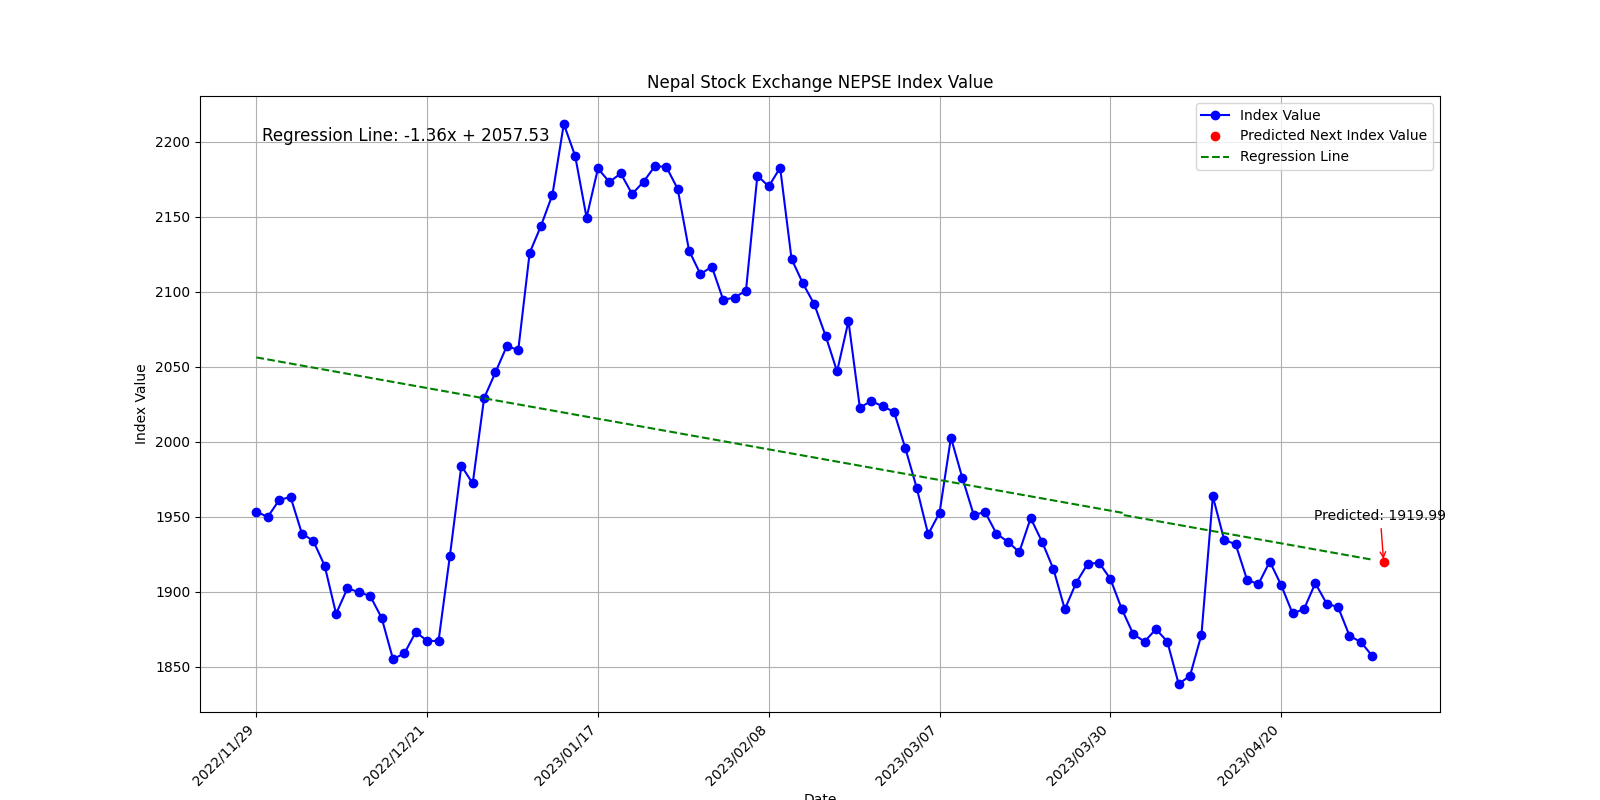 Nepal Stock Exchange NEPSE Index Value
Regression Line: -1.36x + 2057.53
Index Value
Predicted Next Index Value
Regression Line
2200
2150
2100
2050
2000
1950
1900
1850
Index Value
Predicted: 1919.99
2022/11/29
2022/12/21
2023/01/17
2023/02/08
2023/03/07
2023/03/30
2023/04/20
Date